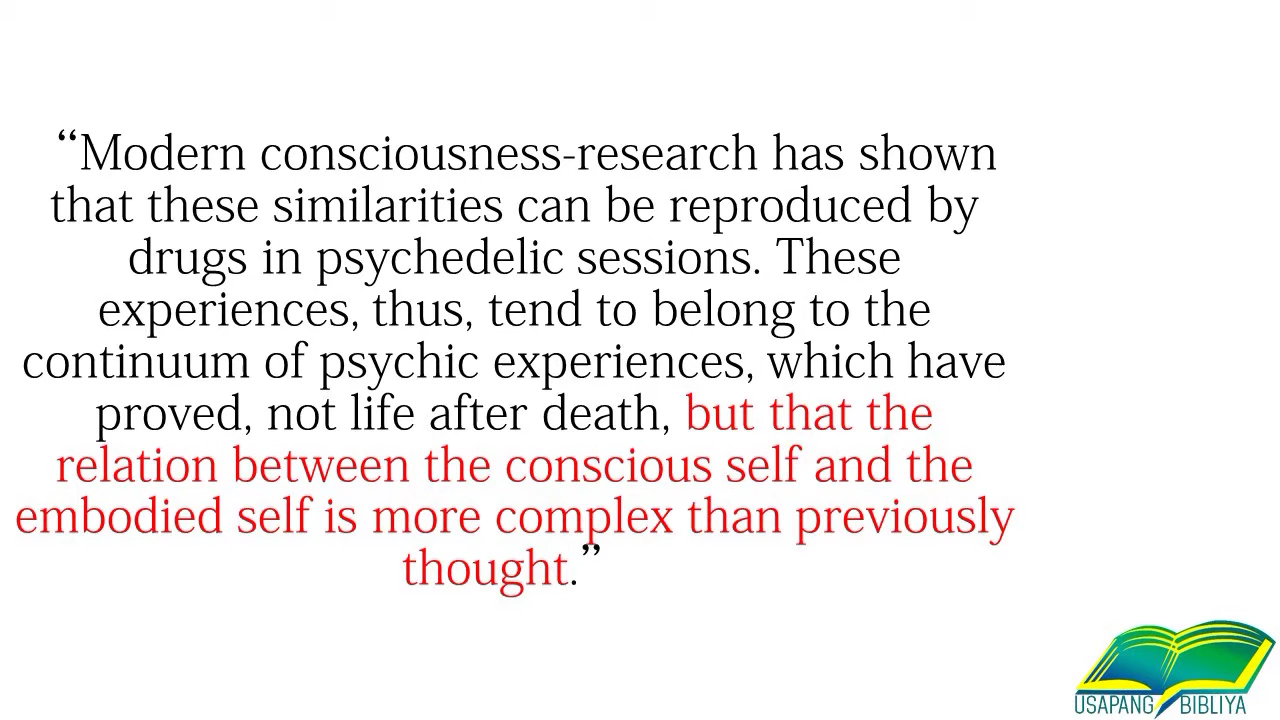 “Modern consciousness-research has shown
that these similarities can be reproduced by
drugs in psychedelic sessions. These
experiences, thus, tend to belong to the
continuum of psychic experiences, which have
proved, not life after death, but that the
relation between the conscious self and the
embodied self is more complex than previously
thought.”
USAPANG BIBLIYA